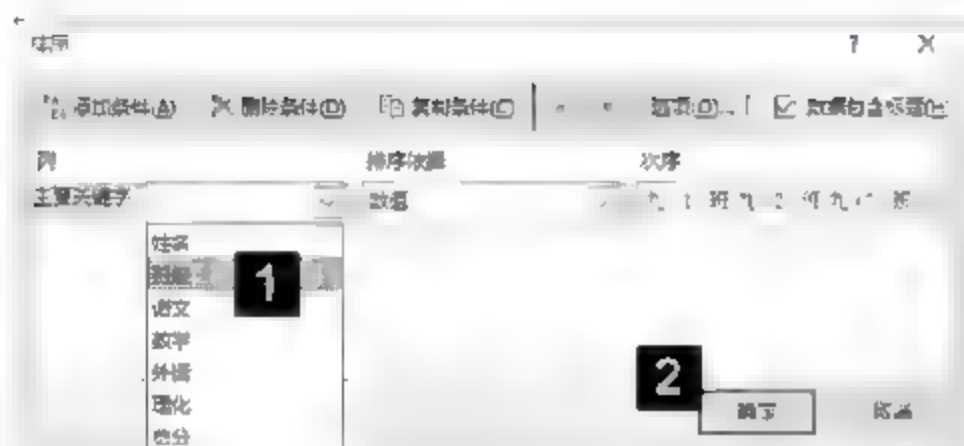 排序 ? X
添加条件(A) 删除条件(D) 复制条件(C) 选项(O)... 数据包含标题(H)
列 排序依据 次序
主要关键字 数值
姓名
班级 1
语文
数学
外语
理化
总分
2
确定 取消